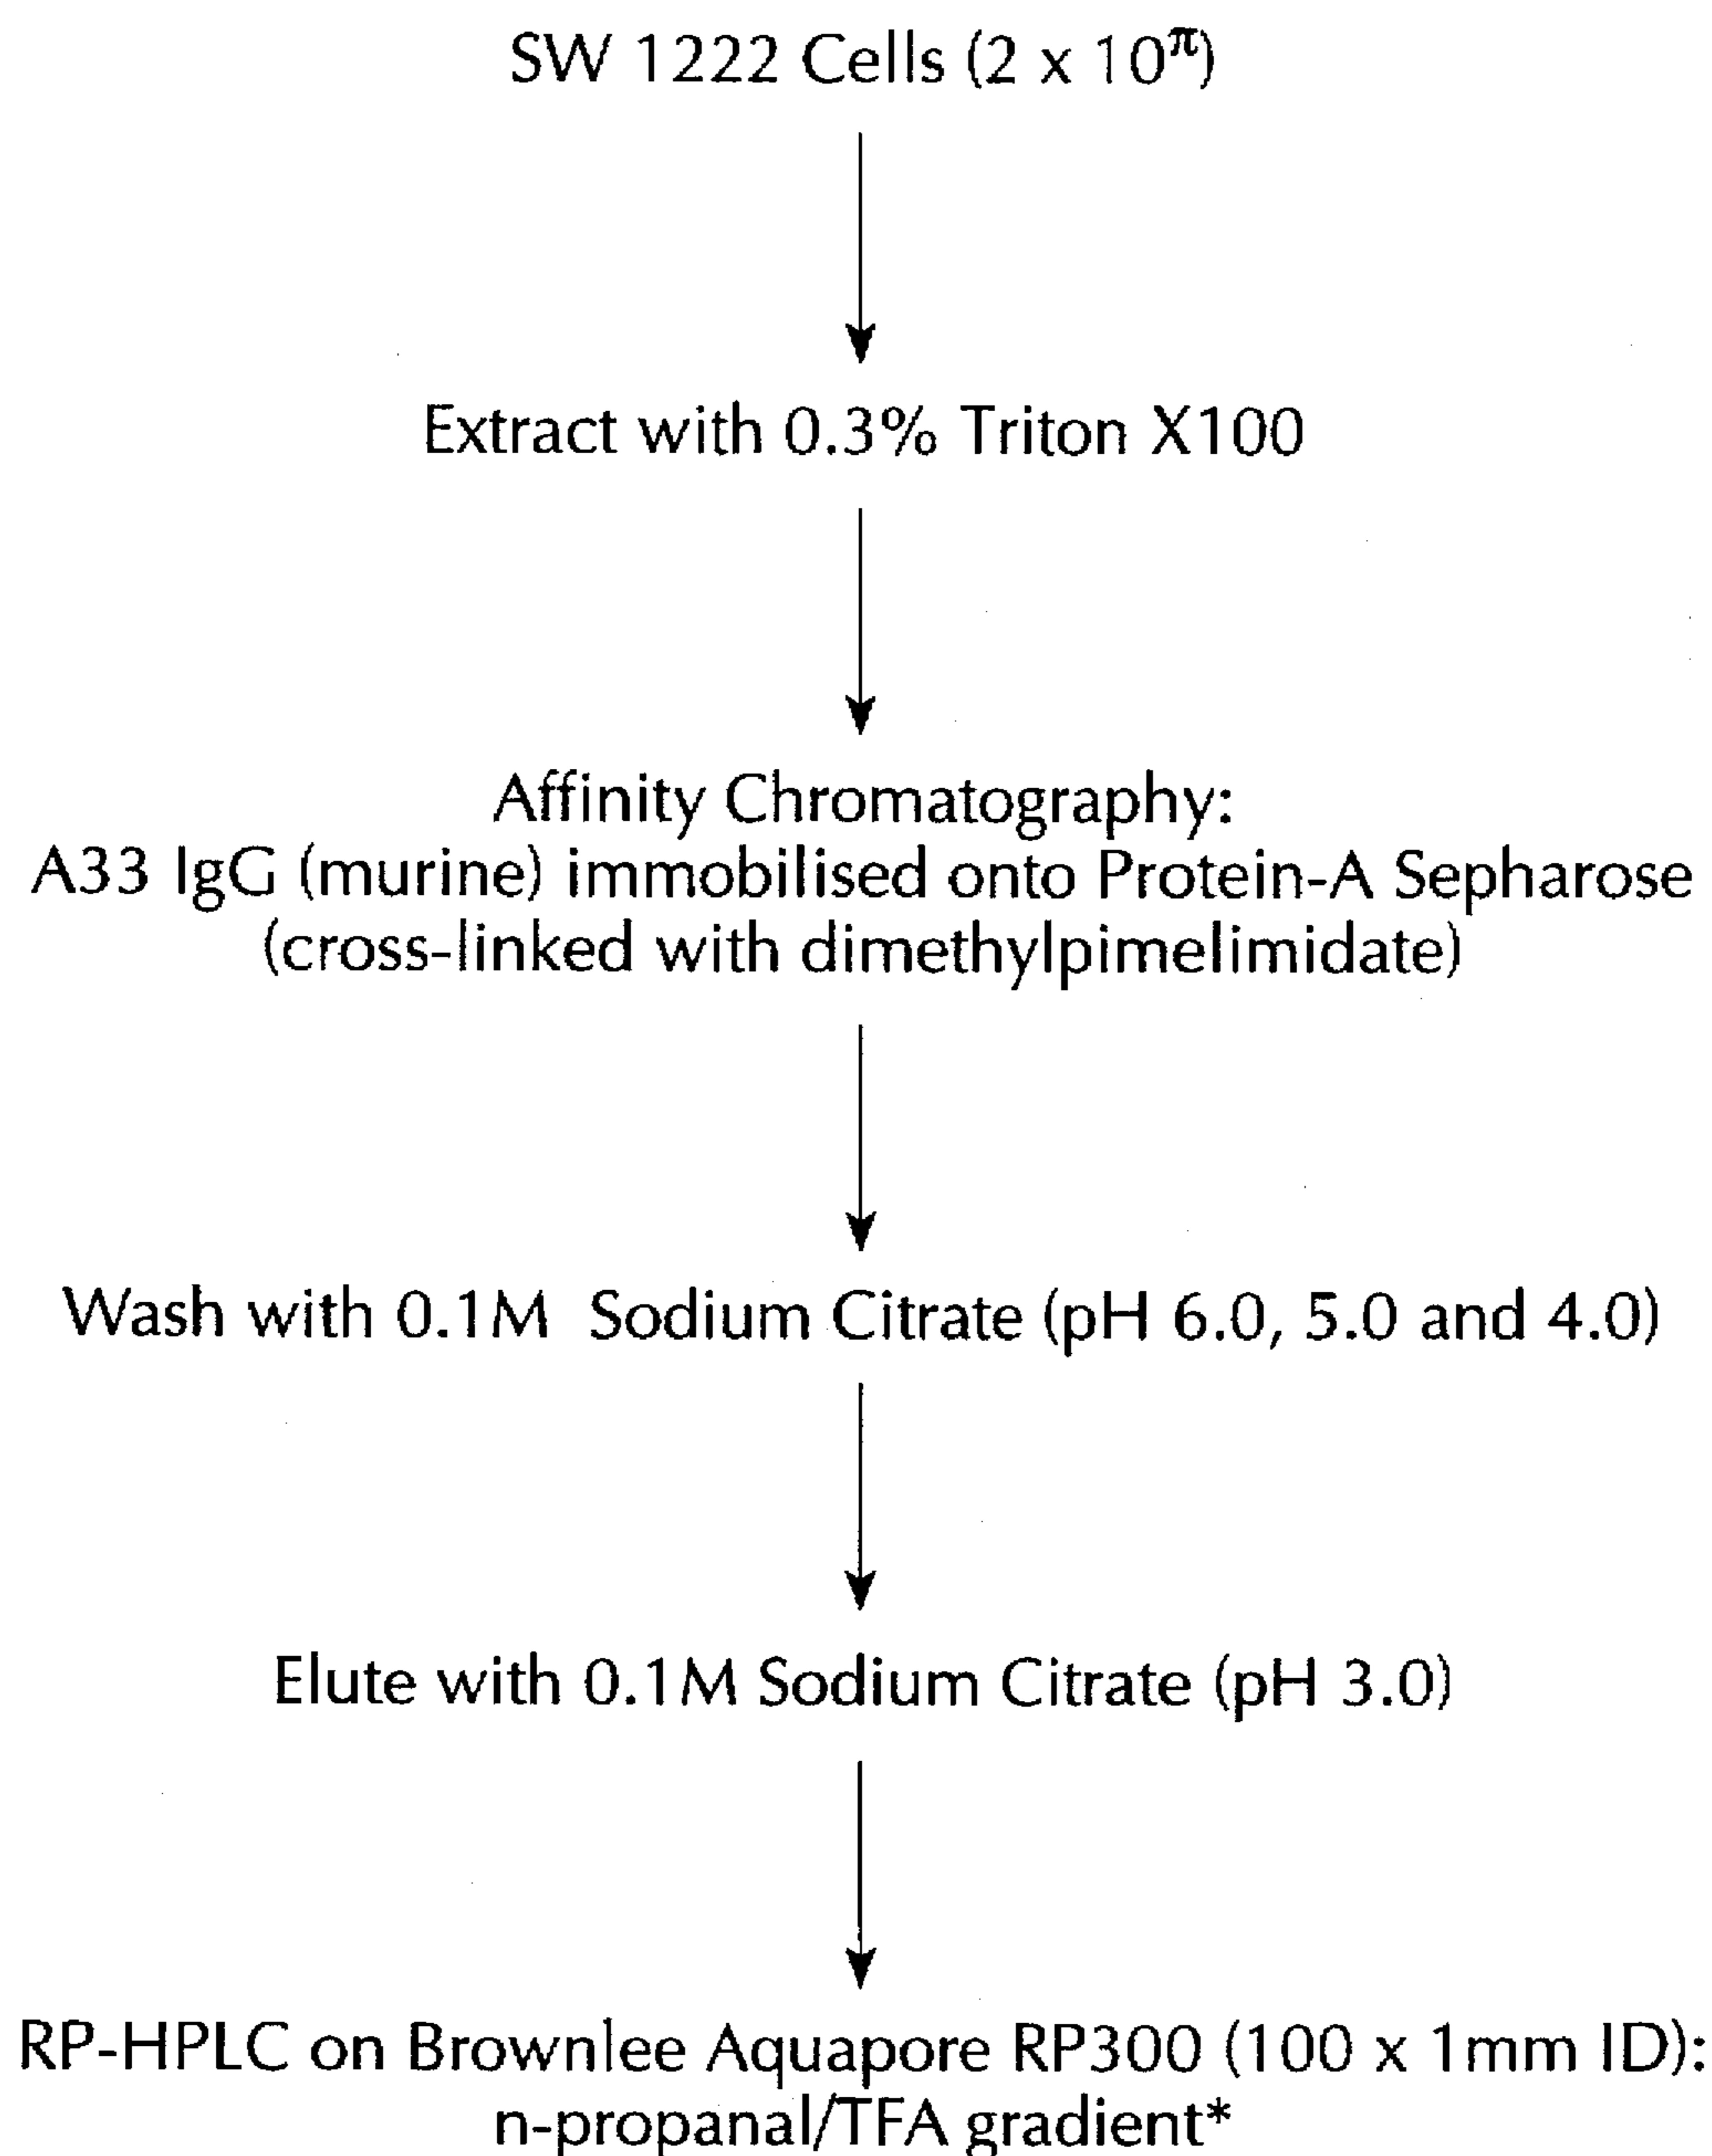 SW 1222 Cells (2 x 10^π)
Extract with 0.3% Triton X100
Affinity Chromatography:
A33 IgG (murine) immobilised onto Protein-A Sepharose
(cross-linked with dimethylpimelimidate)
Wash with 0.1M Sodium Citrate (pH 6.0, 5.0 and 4.0)
Elute with 0.1M Sodium Citrate (pH 3.0)
RP-HPLC on Brownlee Aquapore RP300 (100 x 1mm ID):
n-propanal/TFA gradient*